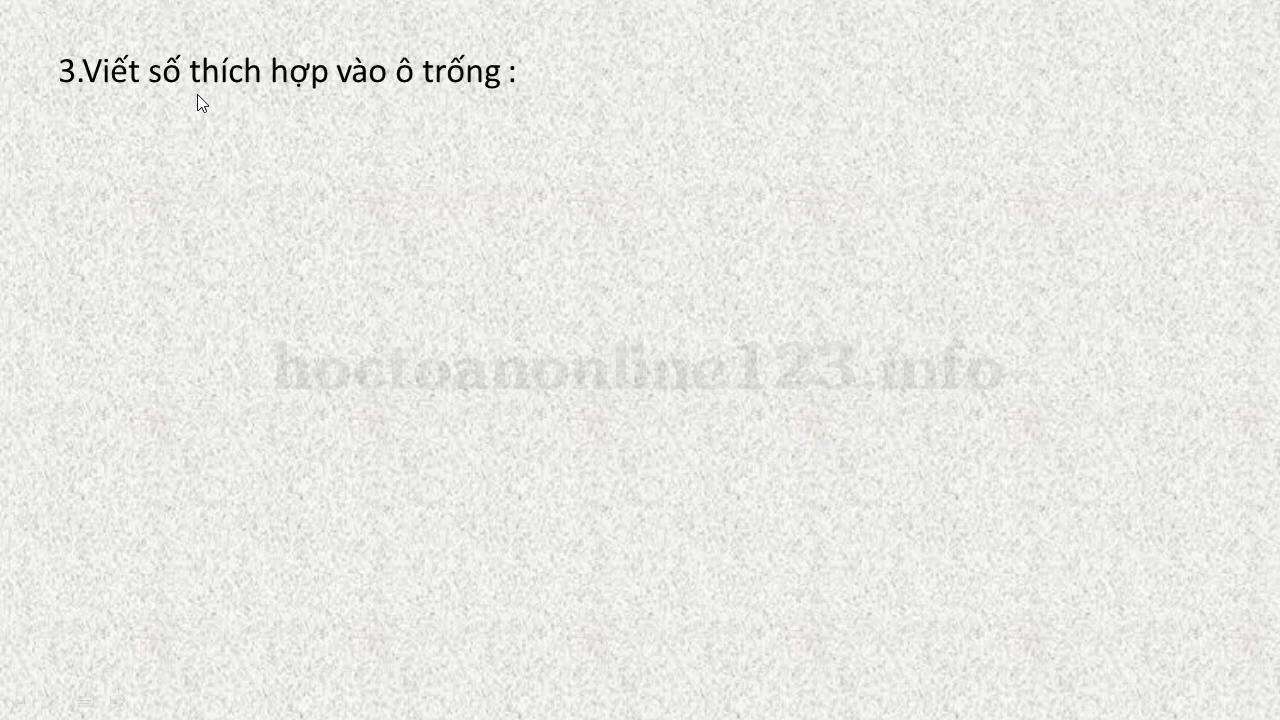 3.Viết số thích hợp vào ô trống :
hoctoanonline123.info